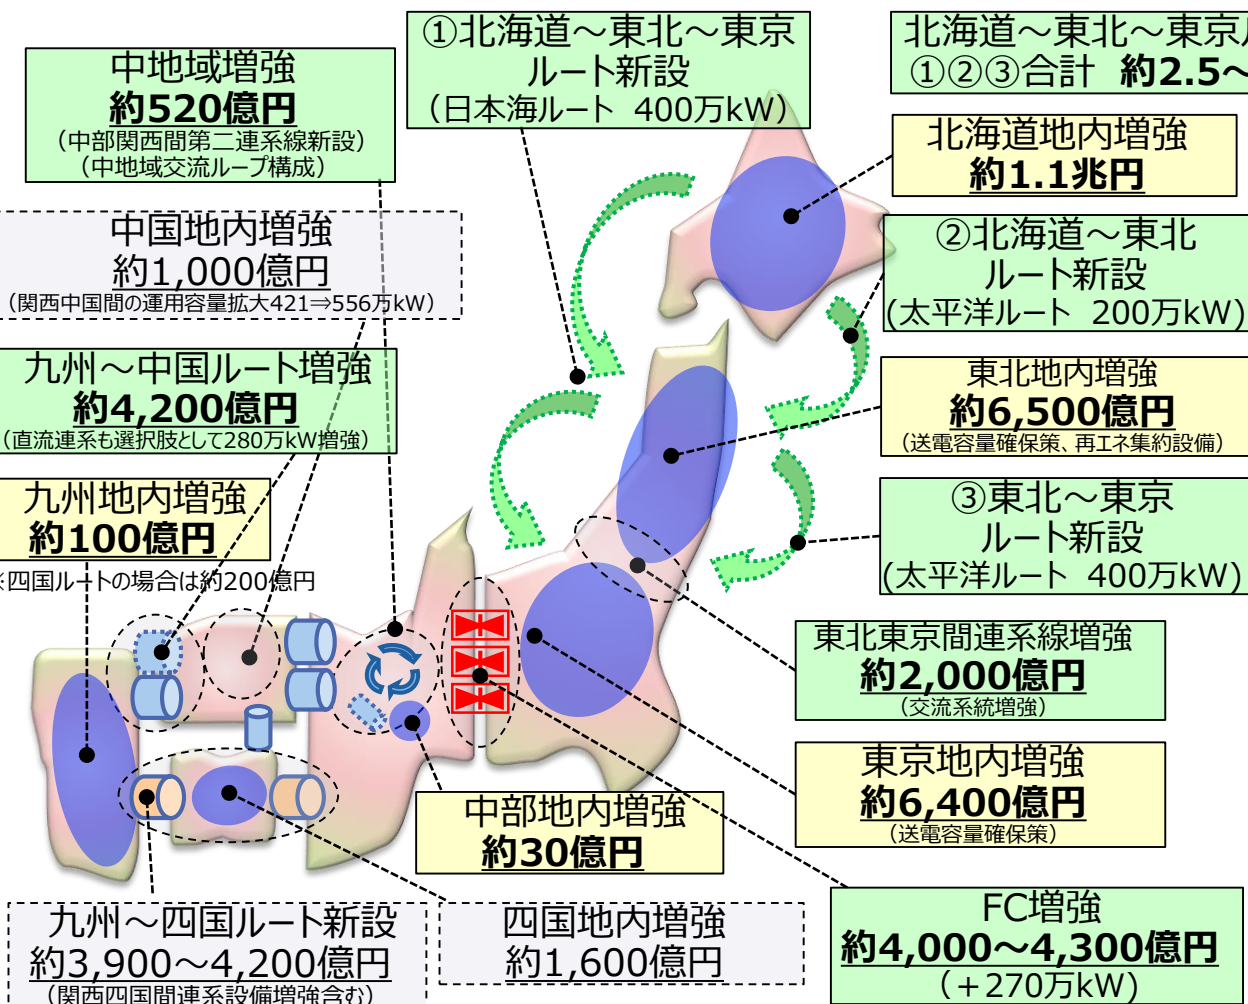 中地域増強
約520億円
（中部関西間第二連系線新設）
（中地域交流ループ構成）
①北海道～東北～東京
ルート新設
（日本海ルート 400万kW）
北海道～東北～東京
①②③合計 約2.5～
北海道地内増強
約1.1兆円
中国地内増強
約1,000億円
（関西中国間の運用容量拡大421⇒556万kW）
②北海道～東北
ルート新設
(太平洋ルート 200万kW)
九州～中国ルート増強
約4,200億円
（直流連系も選択肢として280万kW増強）
東北地内増強
約6,500億円
（送電容量確保策、再エネ集約設備）
九州地内増強
約100億円
※四国ルートの場合は約200億円
③東北～東京
ルート新設
(太平洋ルート 400万kW)
東北東京間連系線増強
約2,000億円
（交流系統増強）
東京地内増強
約6,400億円
（送電容量確保策）
中部地内増強
約30億円
九州～四国ルート新設
約3,900～4,200億円
（関西四国間連系設備増強含む）
四国地内増強
約1,600億円
FC増強
約4,000～4,300億円
（＋270万kW）